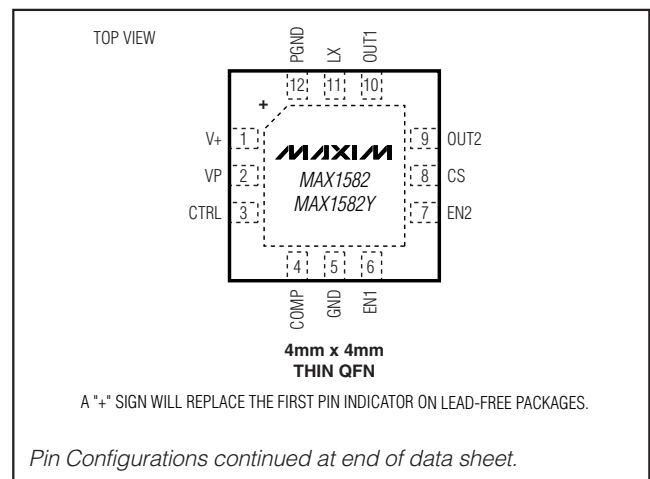 TOP VIEW
PGND
LX
OUT1
12
11
10
+
V+
1
MAXIM
9
OUT2
VP
2
MAX1582
8
CS
CTRL
3
MAX1582Y
7
EN2
4
5
6
COMP
GND
EN1
4mm x 4mm
THIN QFN
A "+" SIGN WILL REPLACE THE FIRST PIN INDICATOR ON LEAD-FREE PACKAGES.
Pin Configurations continued at end of data sheet.